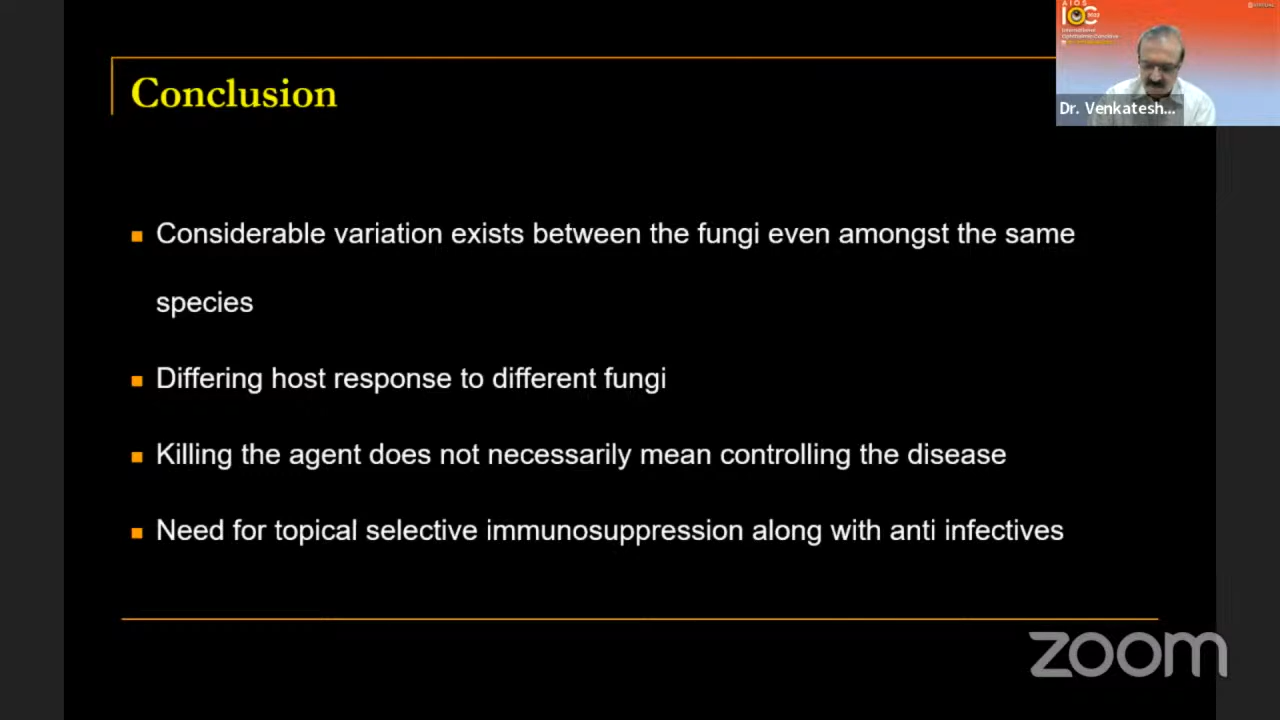 AIOS
IOC
Dr. Venkatesh...
Conclusion
Considerable variation exists between the fungi even amongst the same
species
Differing host response to different fungi
Killing the agent does not necessarily mean controlling the disease
Need for topical selective immunosuppression along with anti infectives
zoom